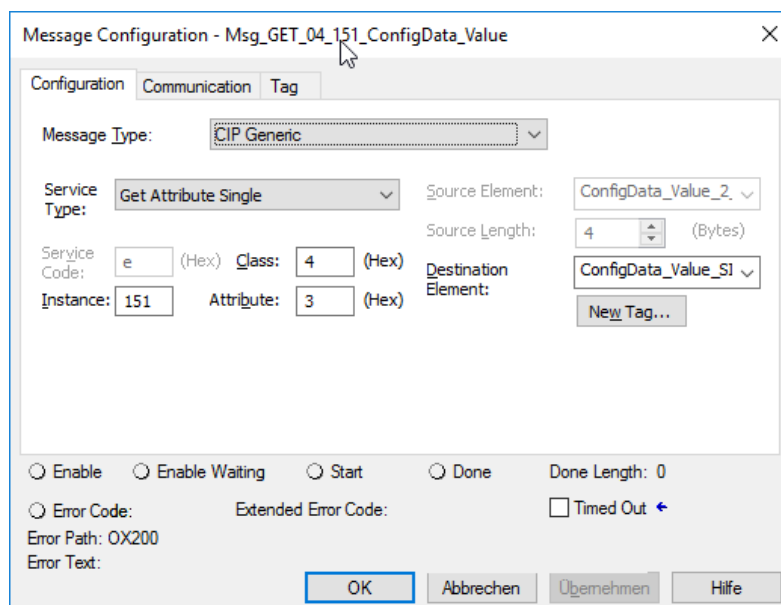 Message Configuration - Msg_GET_04_151_ConfigData_Value
Configuration Communication Tag
Message Type: CIP Generic
Service Type: Get Attribute Single
Source Element: ConfigData_Value_2_
Source Length: 4 (Bytes)
Service Code: e (Hex) Class: 4 (Hex)
Destination Element: ConfigData_Value_SI
Instance: 151 Attribute: 3 (Hex)
New Tag...
Enable Enable Waiting Start Done Done Length: 0
Error Code: Extended Error Code: Timed Out
Error Path: OX200
Error Text:
OK Abbrechen Übernehmen Hilfe